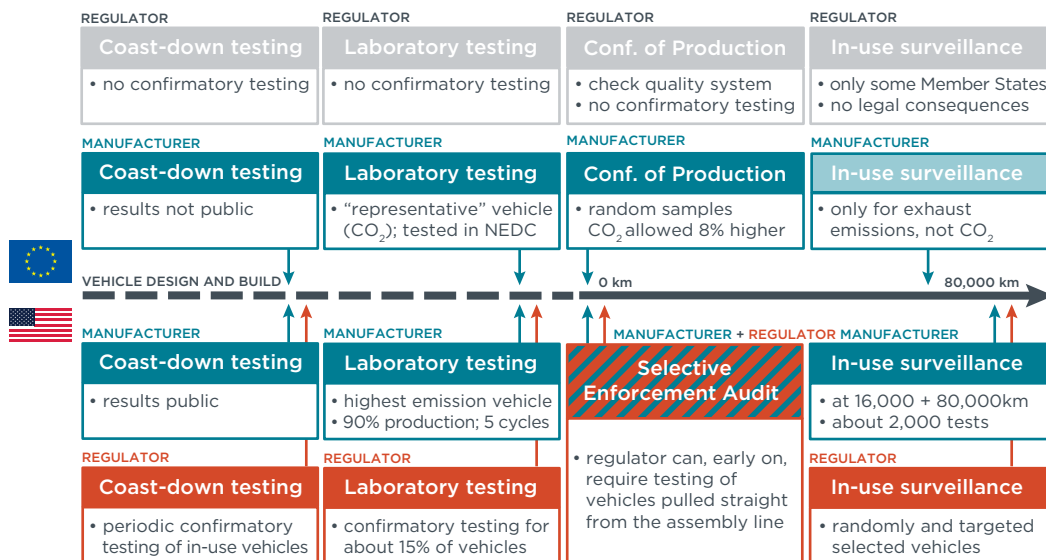 REGULATOR
Coast-down testing
• no confirmatory testing
REGULATOR
Laboratory testing
• no confirmatory testing
REGULATOR
Conf. of Production
• check quality system
• no confirmatory testing
REGULATOR
In-use surveillance
• only some Member States
• no legal consequences
MANUFACTURER
Coast-down testing
• results not public
MANUFACTURER
Laboratory testing
• “representative” vehicle
(CO₂); tested in NEDC
MANUFACTURER
Conf. of Production
• random samples
CO₂ allowed 8% higher
MANUFACTURER
In-use surveillance
• only for exhaust
emissions, not CO₂
VEHICLE DESIGN AND BUILD
0 km
80,000 km
MANUFACTURER
Coast-down testing
• results public
MANUFACTURER
Laboratory testing
• highest emission vehicle
• 90% production; 5 cycles
MANUFACTURER + REGULATOR
Selective
Enforcement Audit
• regulator can, early on,
require testing of
vehicles pulled straight
from the assembly line
MANUFACTURER
In-use surveillance
• at 16,000 + 80,000km
• about 2,000 tests
REGULATOR
Coast-down testing
• periodic confirmatory
testing of in-use vehicles
REGULATOR
Laboratory testing
• confirmatory testing for
about 15% of vehicles
REGULATOR
In-use surveillance
• randomly and targeted
selected vehicles